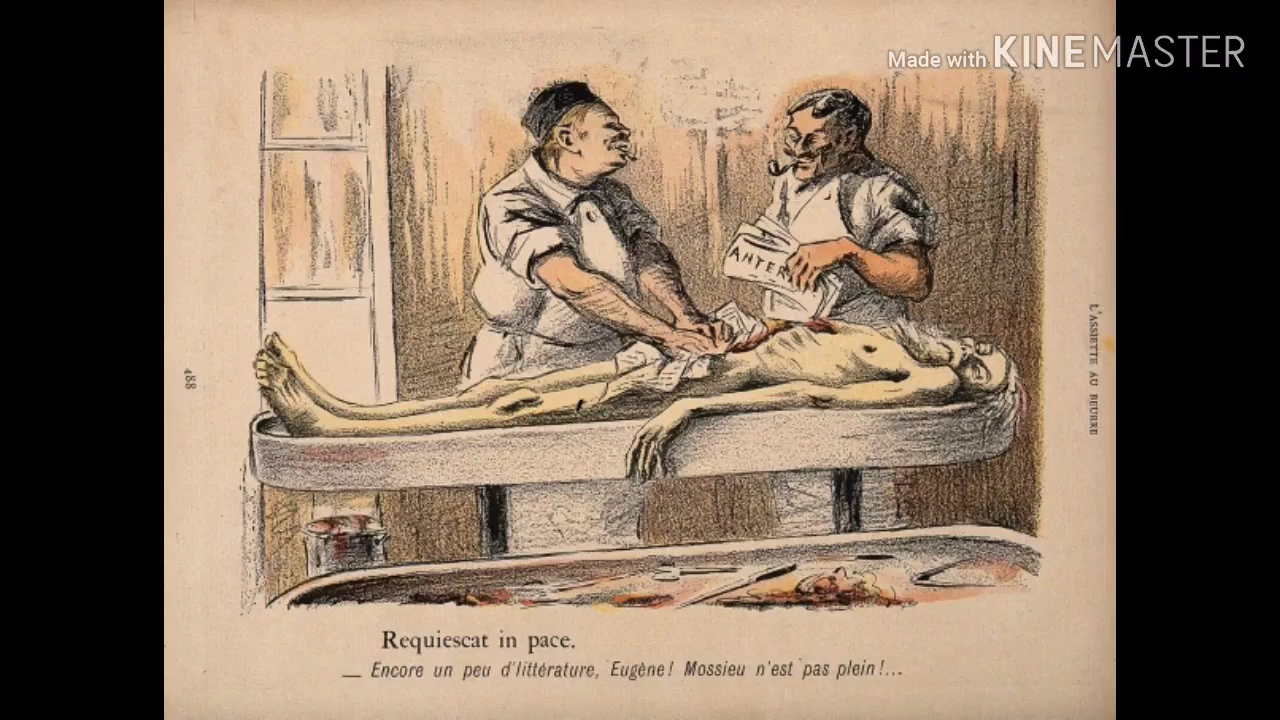 Made with KINEMASTER
ANTER
L'ASSIETTE AU BEURRE
488
Requiescat in pace.
— Encore un peu d'littérature, Eugène! Mossieu n'est pas plein!...